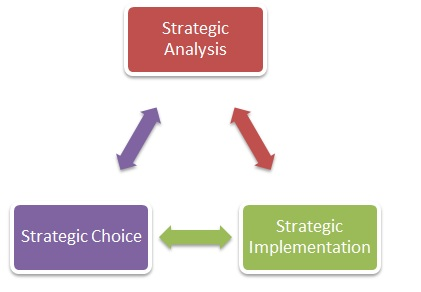 Strategic
Analysis
Strategic Choice
Strategic
Implementation